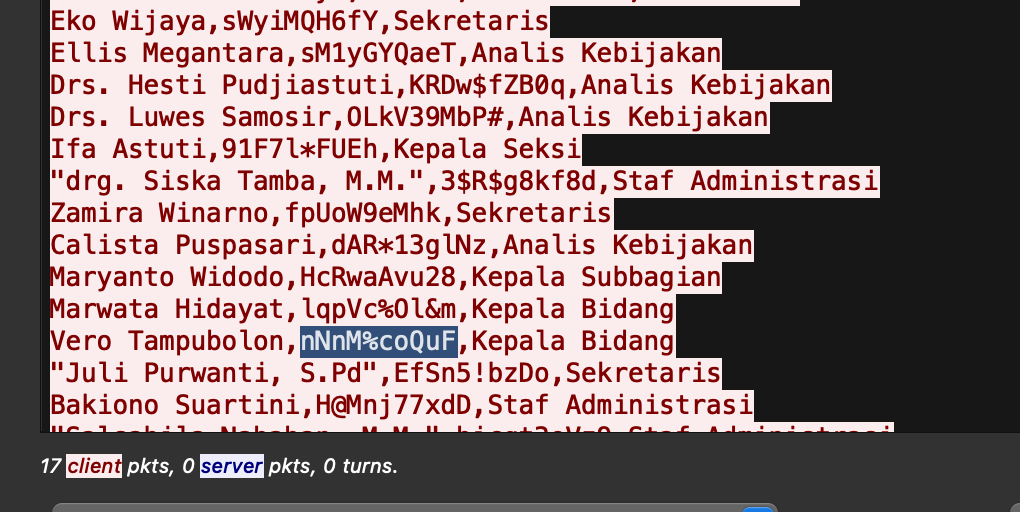 Eko Wijaya,sWyiMQH6fY,Sekretaris
Ellis Megantara,sM1yGYQaeT,Analis Kebijakan
Drs. Hesti Pudjiastuti,KRDw$fZB0q,Analis Kebijakan
Drs. Luwes Samosir,OLkV39MbP#,Analis Kebijakan
Ifa Astuti,91F7l*FUEh,Kepala Seksi
"drg. Siska Tamba, M.M.",3$R$g8kf8d,Staf Administrasi
Zamira Winarno,fpUoW9eMhk,Sekretaris
Calista Puspasari,dAR*13glNz,Analis Kebijakan
Maryanto Widodo,HcRwaAvu28,Kepala Subbagian
Marwata Hidayat,lqpVc%Ol&m,Kepala Bidang
Vero Tampubolon,nNnM%coQuF,Kepala Bidang
"Juli Purwanti, S.Pd",EfSn5!bzDo,Sekretaris
Bakiono Suartini,H@Mnj77xdD,Staf Administrasi
17 client pkts, 0 server pkts, 0 turns.